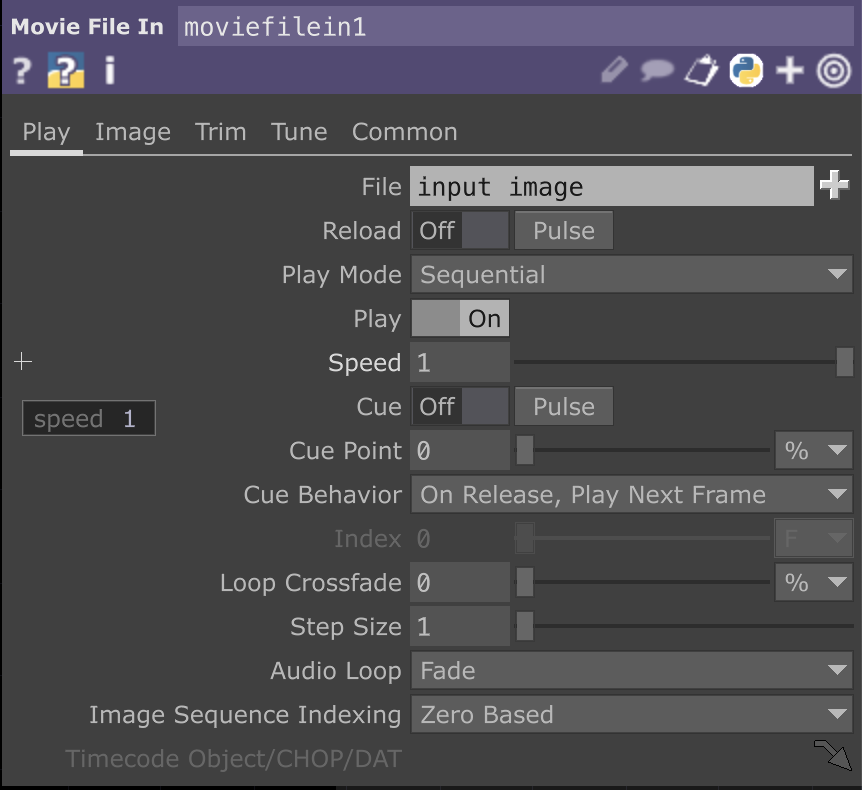 Movie File In moviefilein1
? ? i
Play Image Trim Tune Common
File input image
Reload Off Pulse
Play Mode Sequential
Play On
Speed 1
speed 1
Cue Off Pulse
Cue Point 0 %
Cue Behavior On Release, Play Next Frame
Index 0 F
Loop Crossfade 0 %
Step Size 1
Audio Loop Fade
Image Sequence Indexing Zero Based
Timecode Object/CHOP/DAT